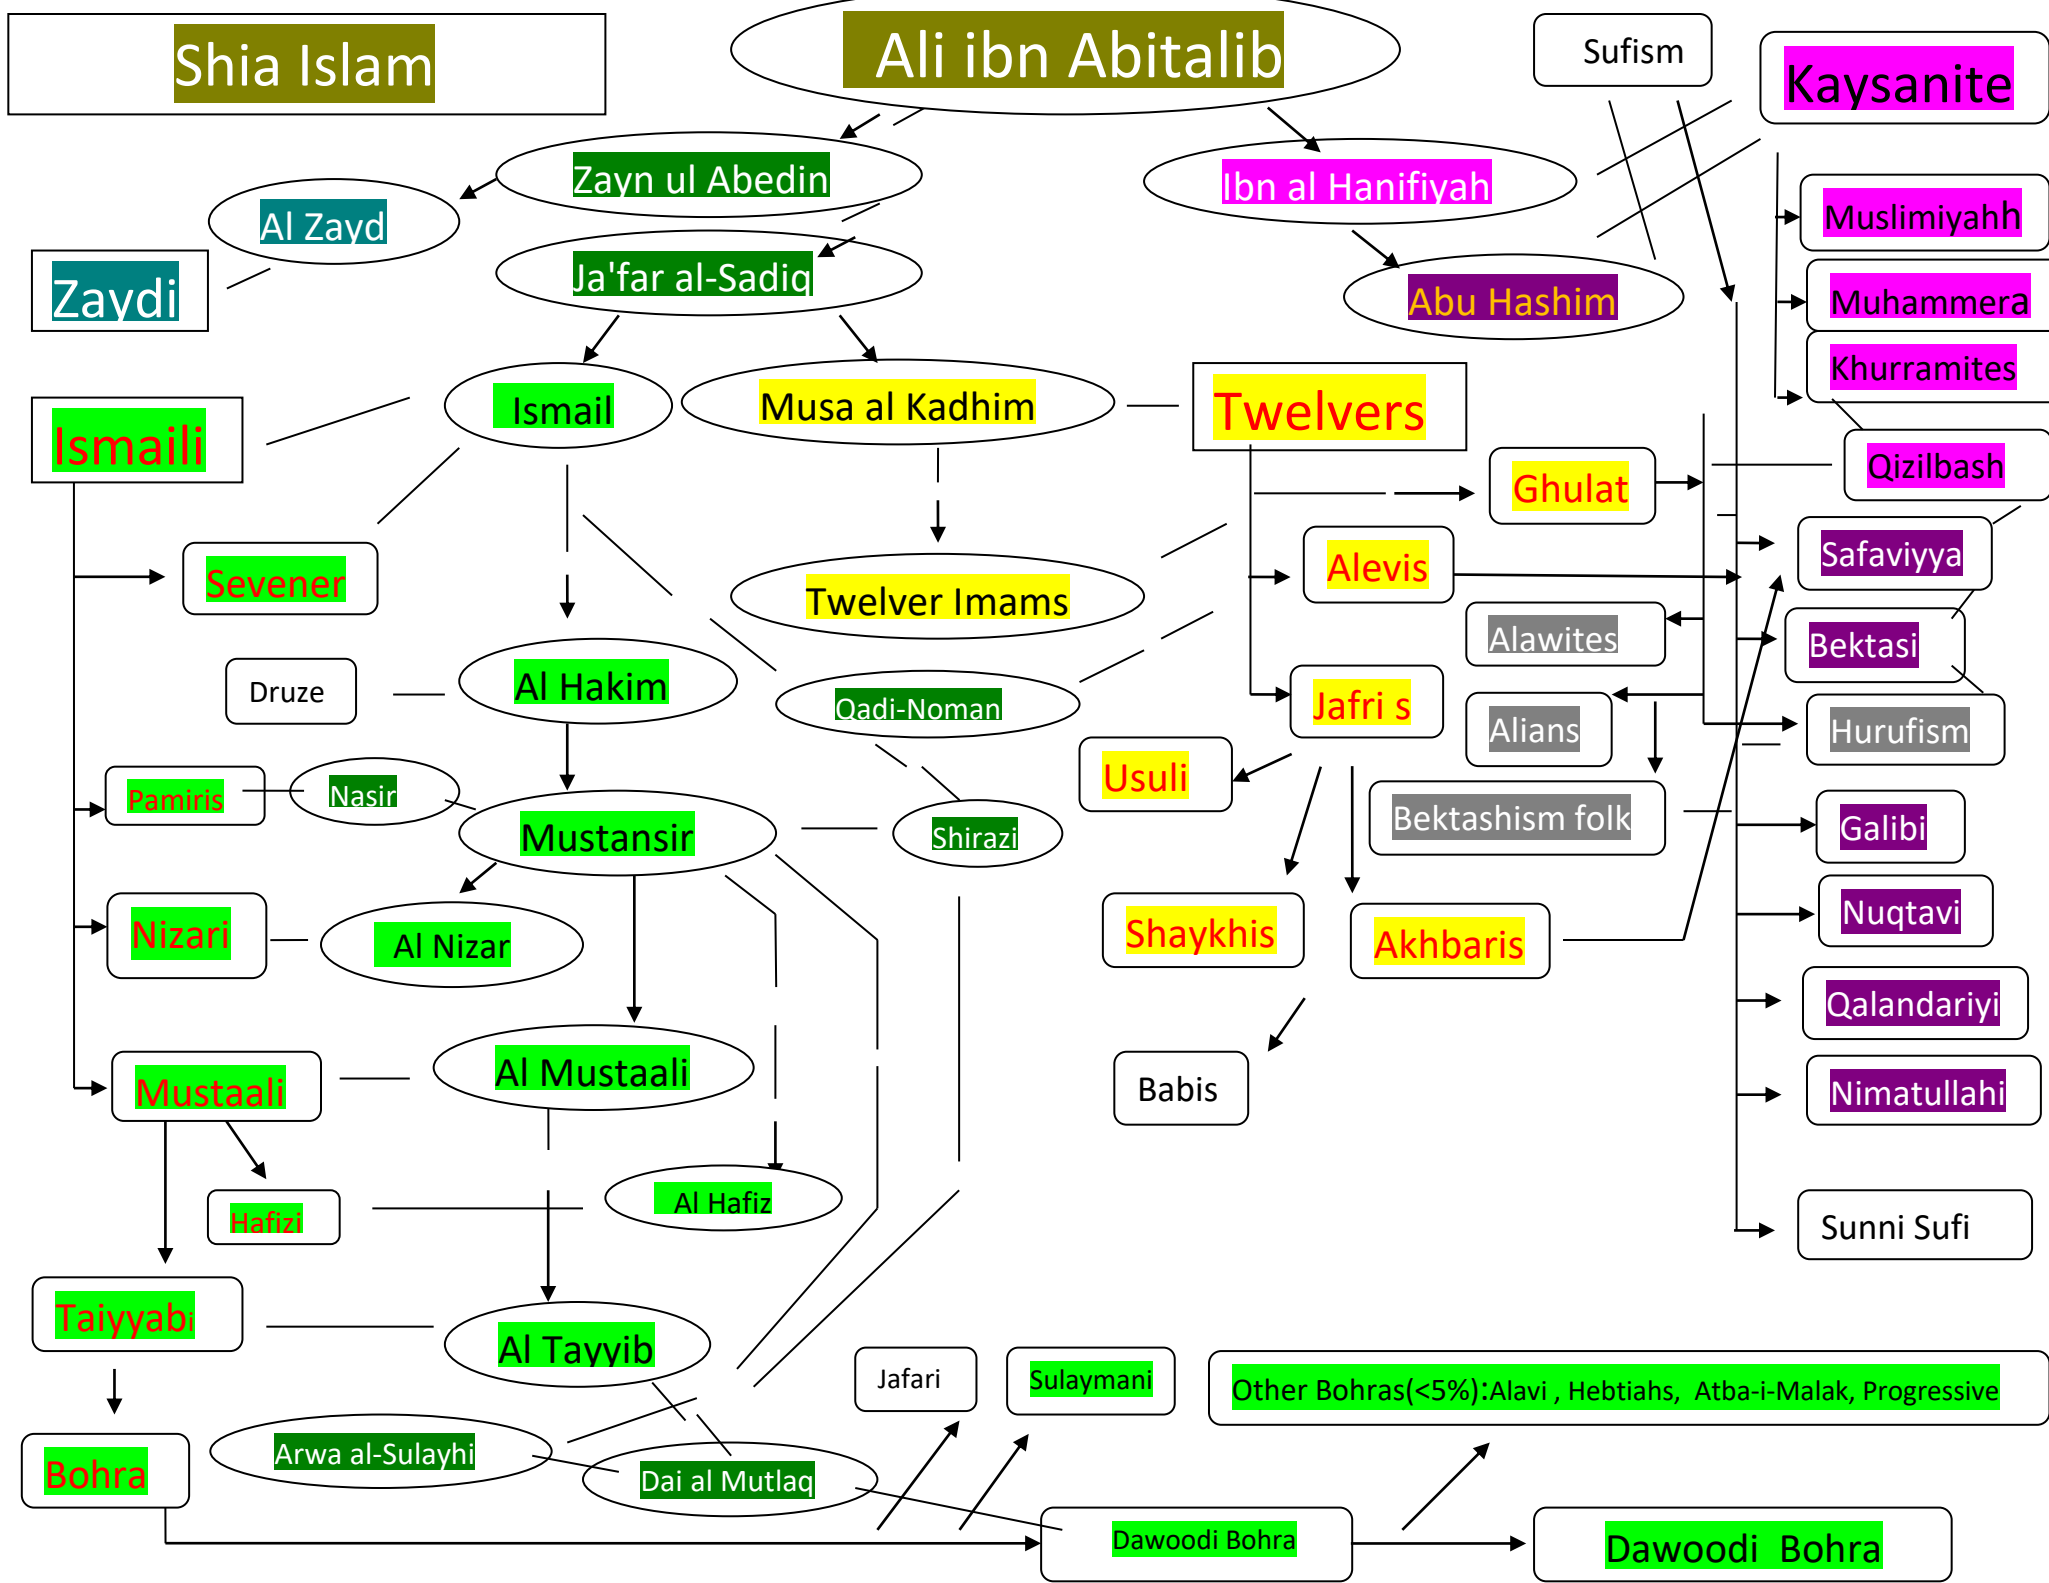 Shia Islam
Ali ibn Abitalib
Sufism
Kaysanite
Zayn ul Abedin
Ibn al Hanifiyah
Al Zayd
Muslimiyahh
Zaydi
Ja'far al-Sadiq
Abu Hashim
Muhammera
Khurramites
Ismail
Musa al Kadhim
Twelvers
Ismaili
Qizilbash
Ghulat
Sevener
Twelver Imams
Alevis
Safaviyya
Alawites
Bektasi
Druze
Al Hakim
Qadi-Noman
Jafri s
Alians
Hurufism
Usuli
Pamiris
Nasir
Mustansir
Shirazi
Bektashism folk
Galibi
Nizari
Al Nizar
Shaykhis
Akhbaris
Nuqtavi
Qalandariyi
Mustaali
Al Mustaali
Babis
Nimatullahi
Hafizi
Al Hafiz
Sunni Sufi
Taiyyabi
Al Tayyib
Jafari
Sulaymani
Other Bohras(<5%):Alavi , Hebtiahs, Atba-i-Malak, Progressive
Bohra
Arwa al-Sulayhi
Dai al Mutlaq
Dawoodi Bohra
Dawoodi Bohra